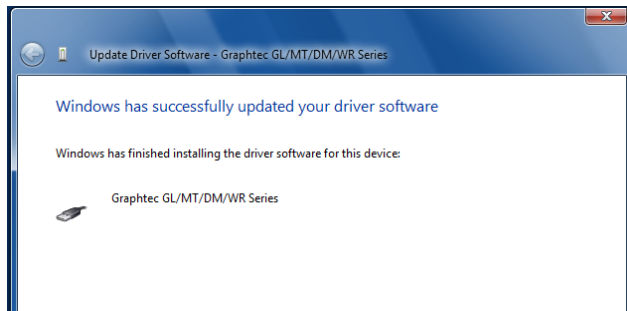 Update Driver Software - Graphtec GL/MT/DM/WR Series
Windows has successfully updated your driver software
Windows has finished installing the driver software for this device:
Graphtec GL/MT/DM/WR Series